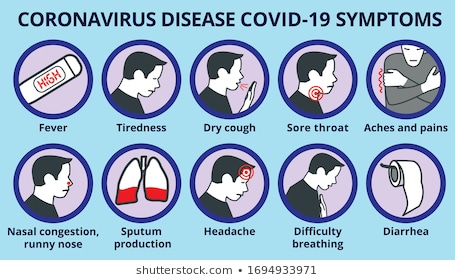 CORONAVIRUS DISEASE COVID-19 SYMPTOMS
HIGH
Fever
Tiredness
Dry cough
Sore throat
Aches and pains
Nasal congestion,
runny nose
Sputum
production
Headache
Difficulty
breathing
Diarrhea
shutterstock.com • 1694933971